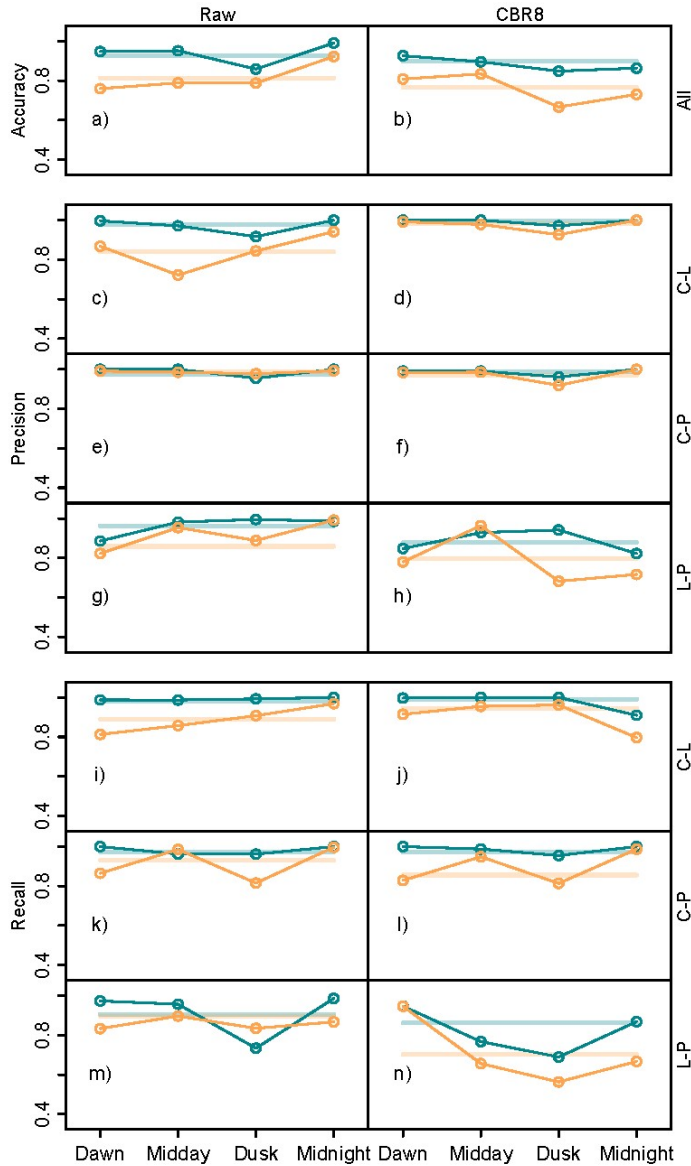 Raw CBR8
Accuracy 0.4 0.8 a) b) All
Precision
0.4 0.8 c) d) C-L
0.4 0.8 e) f) C-P
0.4 0.8 g) h) L-P
Recall
0.4 0.8 i) j) C-L
0.4 0.8 k) l) C-P
0.4 0.8 m) n) L-P
Dawn Midday Dusk Midnight Dawn Midday Dusk Midnight